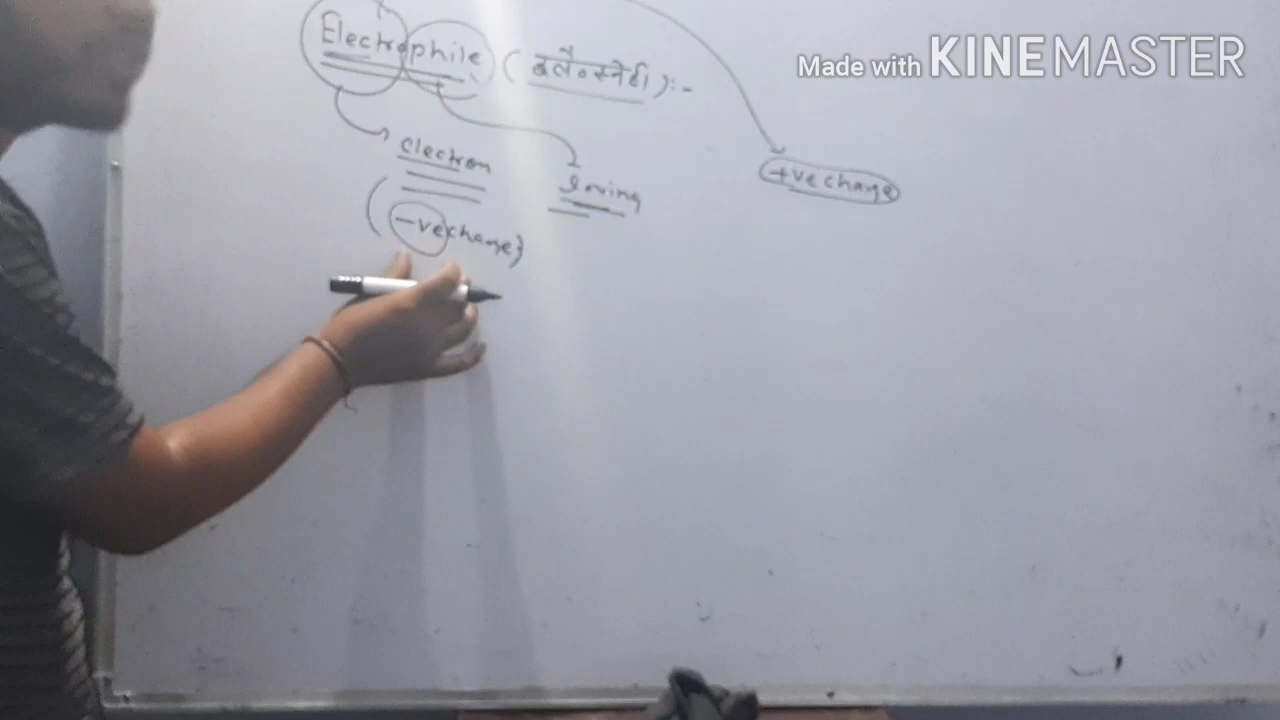 Electrophile (इलै०स्नेही):-
electron
loving
(-ve charge}
+ve charge
Made with KINEMASTER